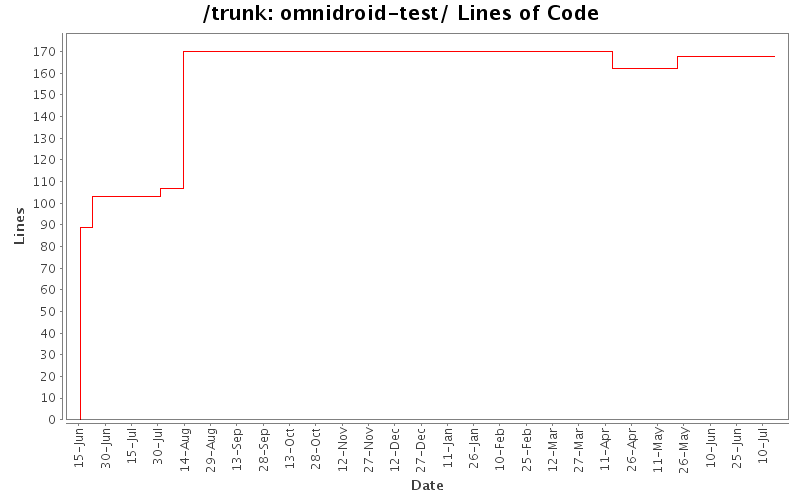 /trunk: omnidroid-test/ Lines of Code
Lines
170
160
150
140
130
120
110
100
90
80
70
60
50
40
30
20
10
0
15-Jun
30-Jun
15-Jul
30-Jul
14-Aug
29-Aug
13-Sep
28-Sep
13-Oct
28-Oct
12-Nov
27-Nov
12-Dec
27-Dec
11-Jan
26-Jan
10-Feb
25-Feb
12-Mar
27-Mar
11-Apr
26-Apr
11-May
26-May
10-Jun
25-Jun
10-Jul
Date